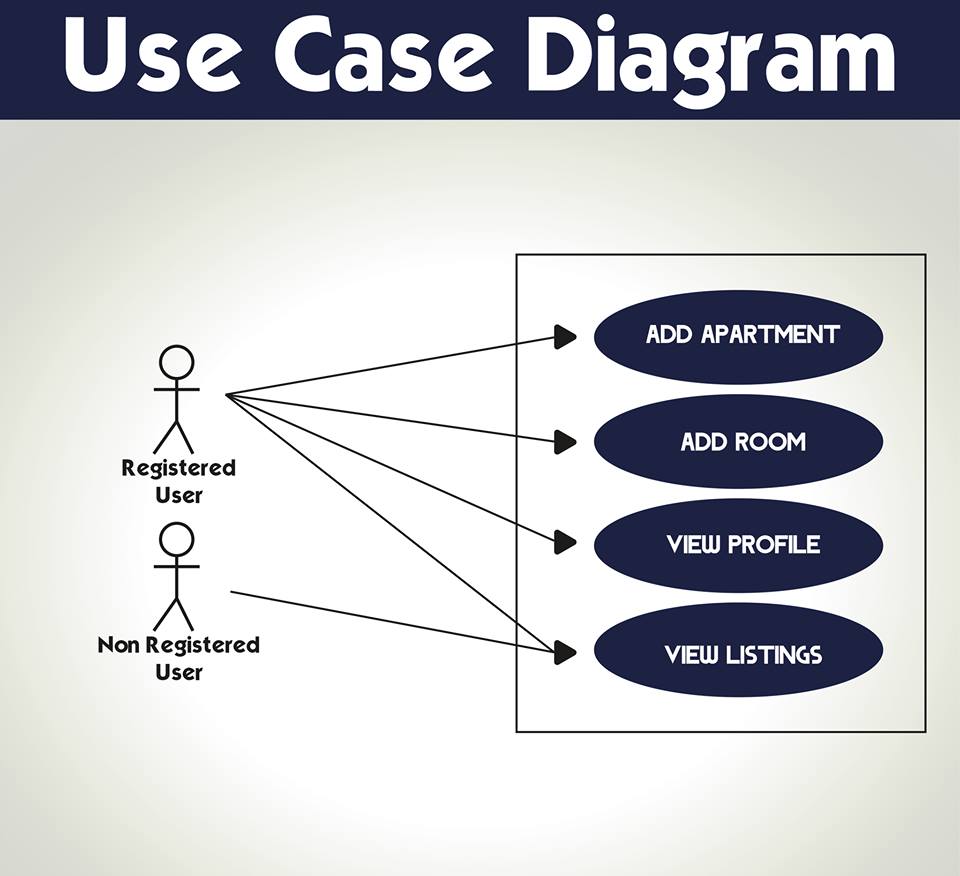 Use Case Diagram
ADD APARTMENT
ADD ROOM
VIEW PROFILE
VIEW LISTINGS
Registered
User
Non Registered
User